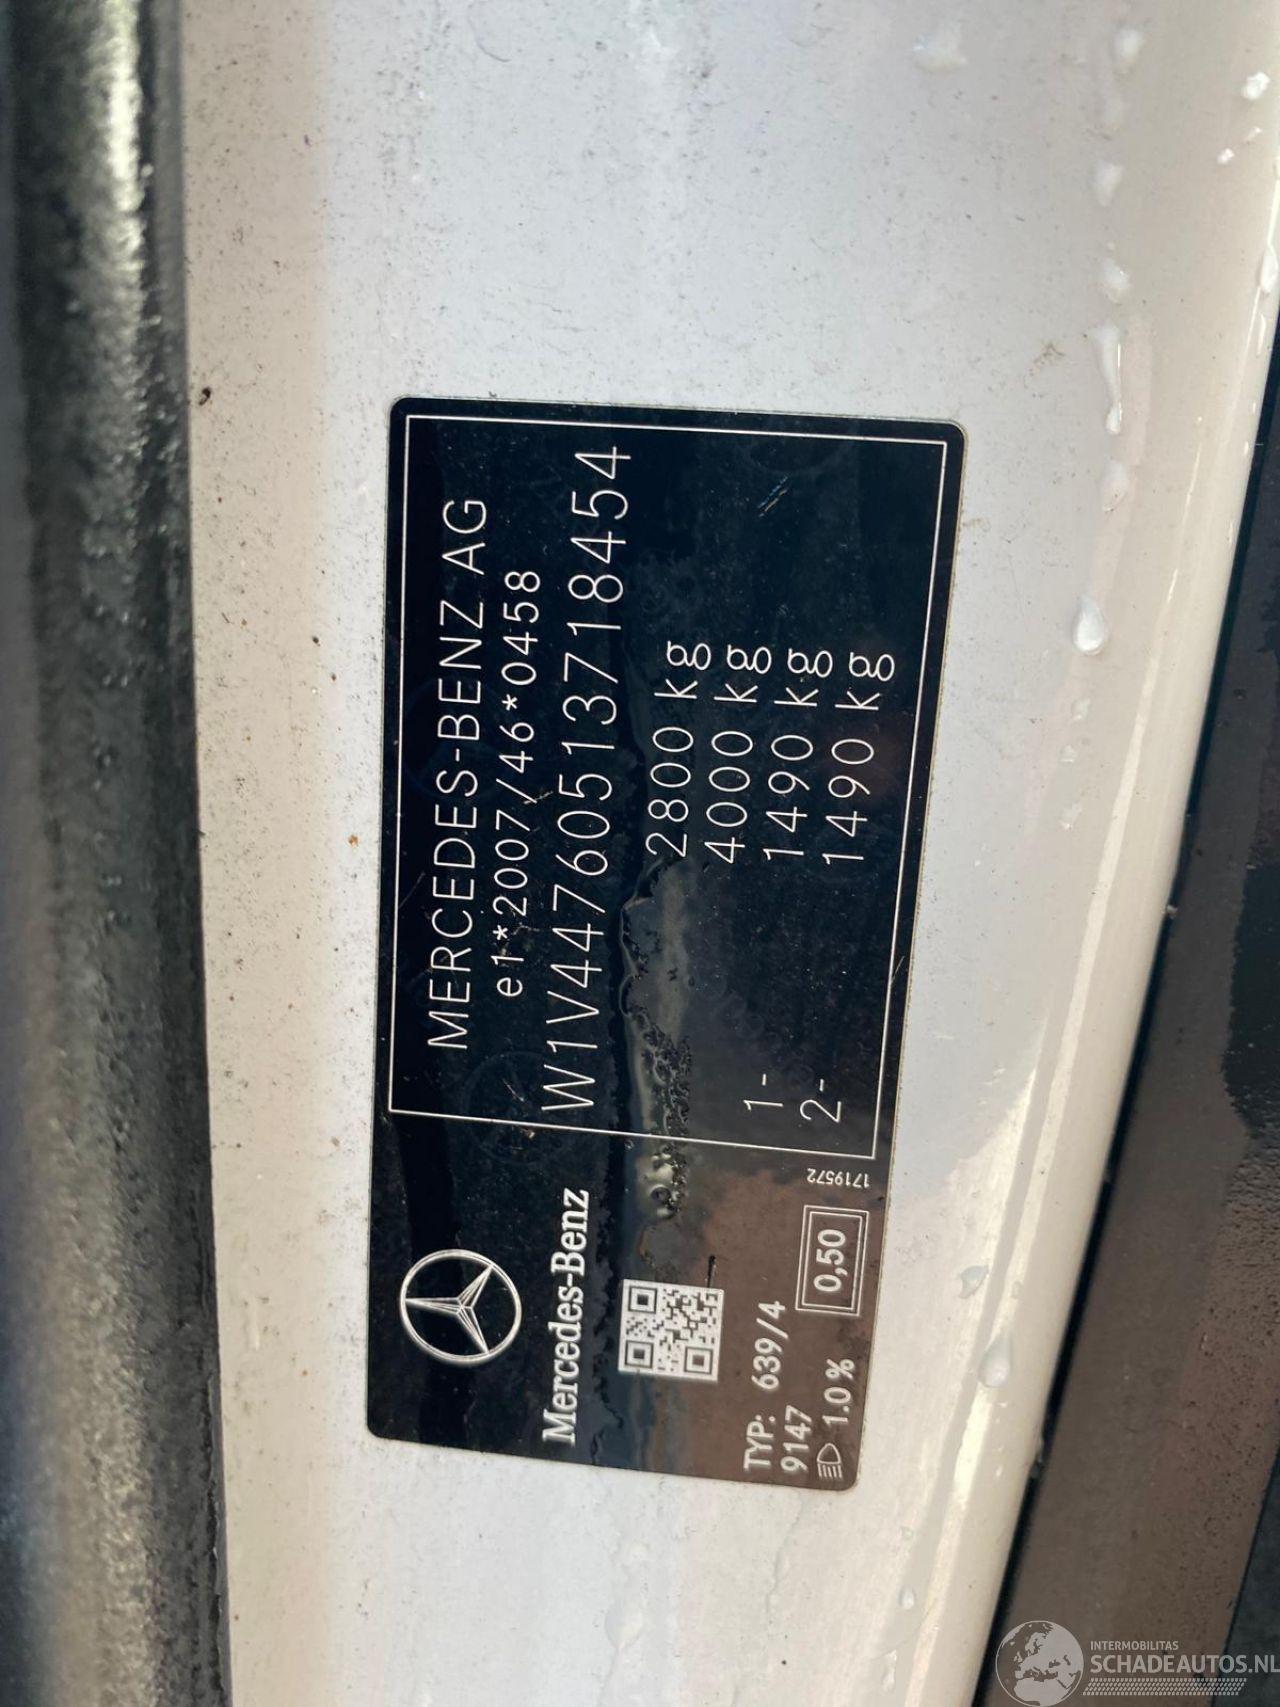 MERCEDES-BENZ AG
e1*2007/46*0458
W1V44760513718454
2800 kg
4000 kg
1- 1490 kg
2- 1490 kg
Mercedes-Benz
TYP: 639/4
9147
1.0 %
0,50
1719572
INTERMOBILITAS
SCHADEAUTOS.NL